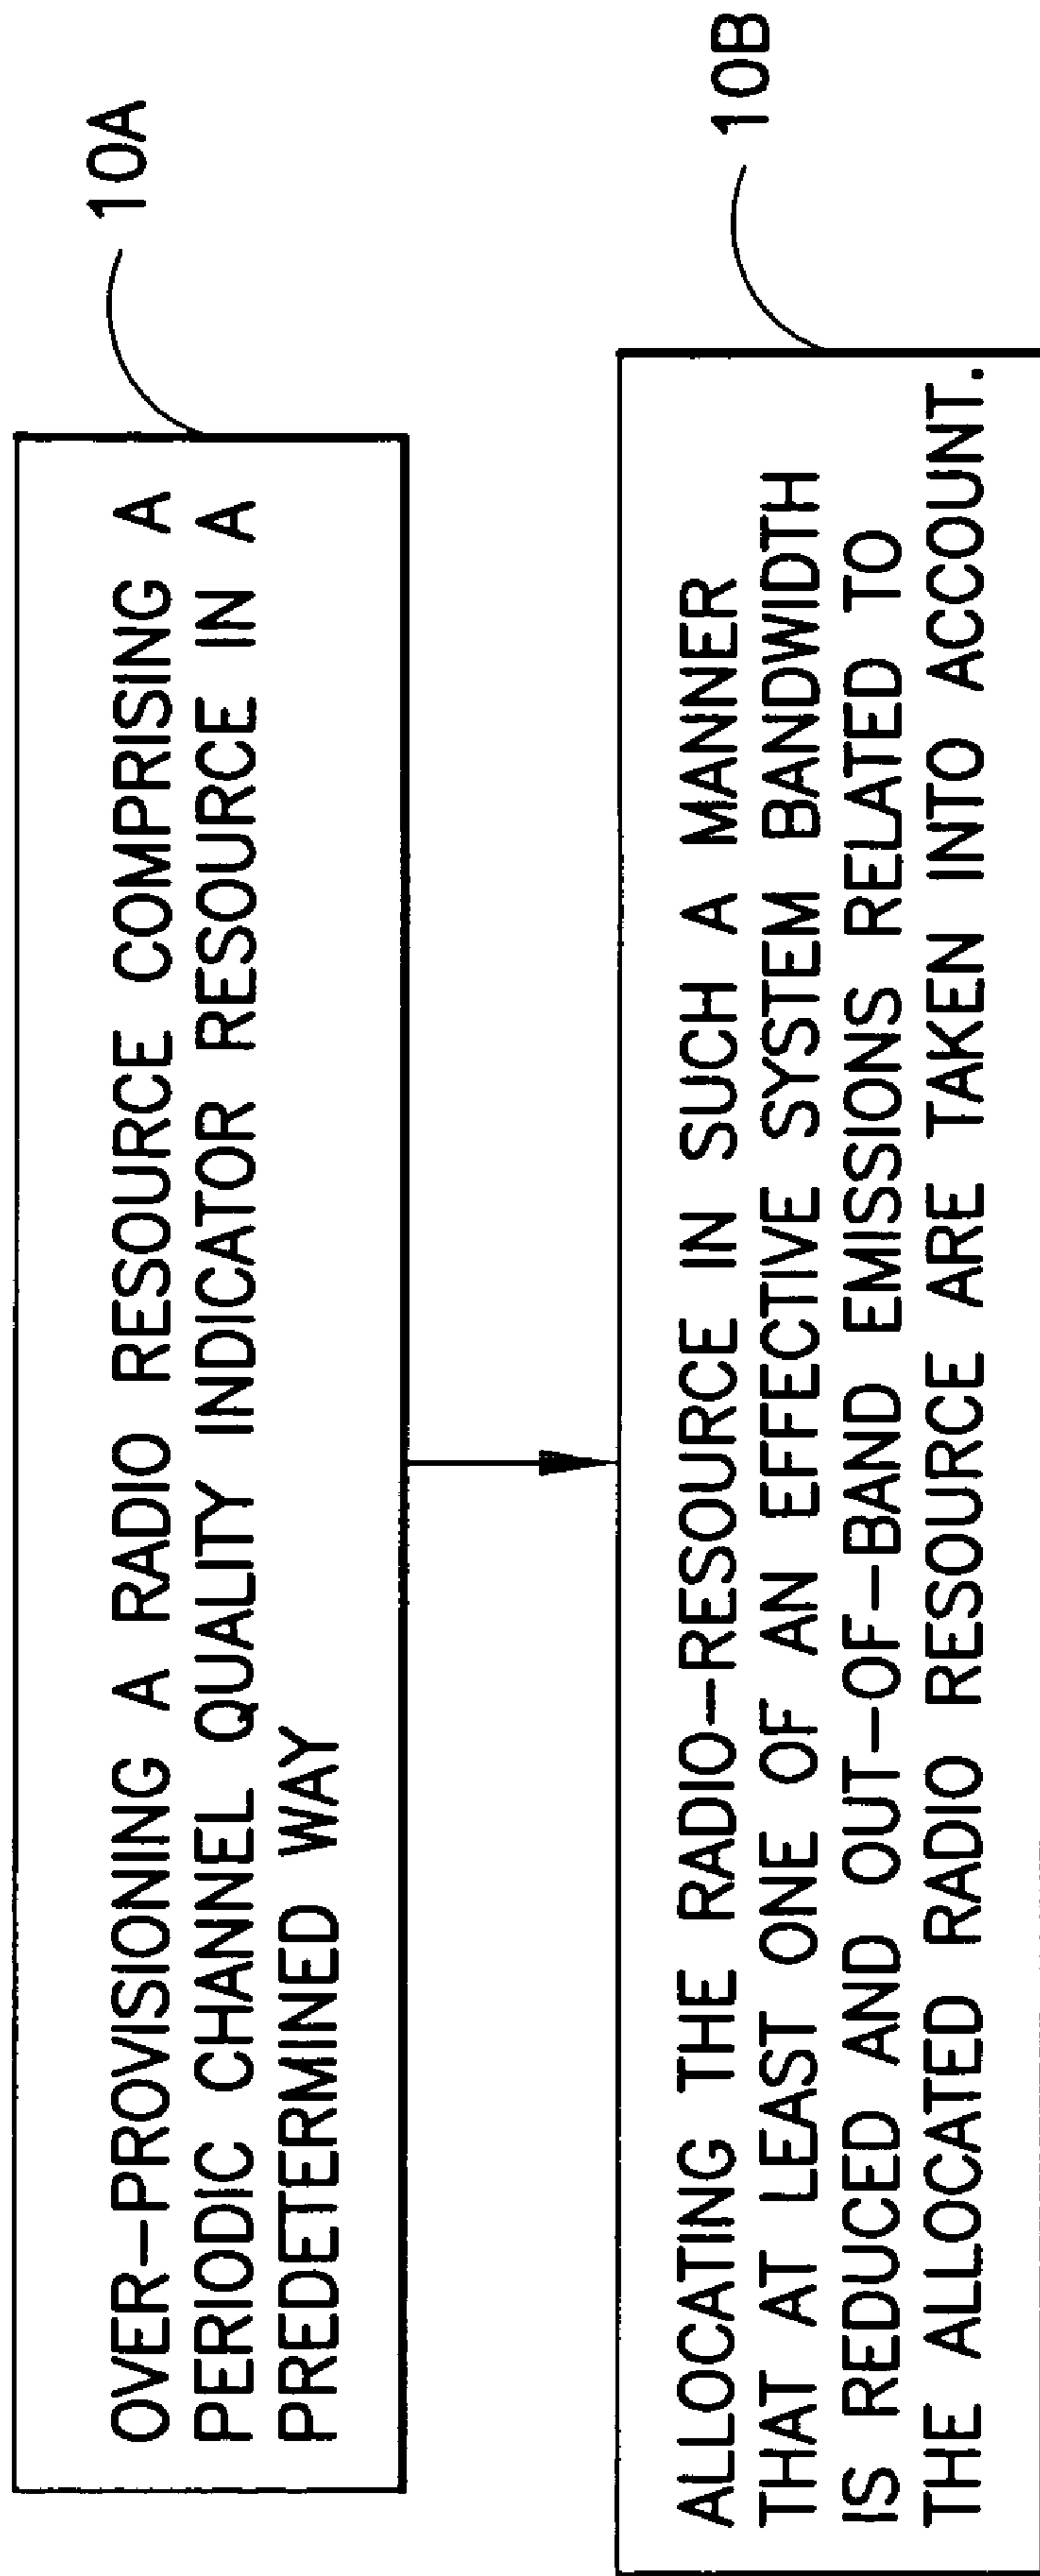 OVER-PROVISIONING A RADIO RESOURCE COMPRISING A
PERIODIC CHANNEL QUALITY INDICATOR RESOURCE IN A
PREDETERMINED WAY
10A
ALLOCATING THE RADIO-RESOURCE IN SUCH A MANNER
THAT AT LEAST ONE OF AN EFFECTIVE SYSTEM BANDWIDTH
IS REDUCED AND OUT-OF-BAND EMISSIONS RELATED TO
THE ALLOCATED RADIO RESOURCE ARE TAKEN INTO ACCOUNT.
10B